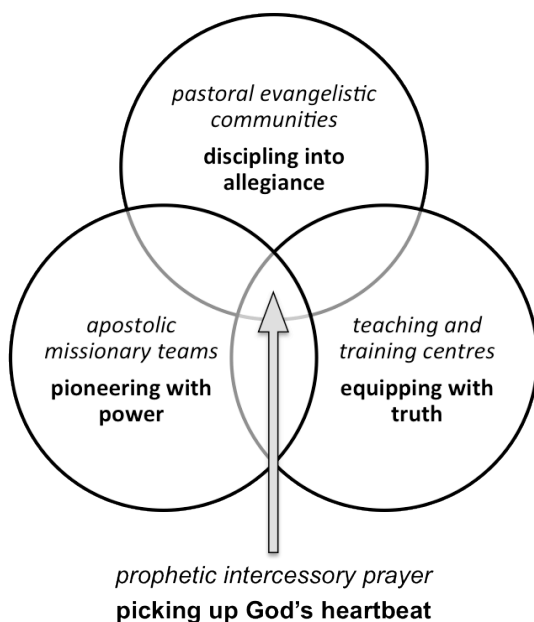 pastoral evangelistic
communities
discipling into
allegiance
apostolic
missionary teams
pioneering with
power
teaching and
training centres
equipping with
truth
prophetic intercessory prayer
picking up God's heartbeat